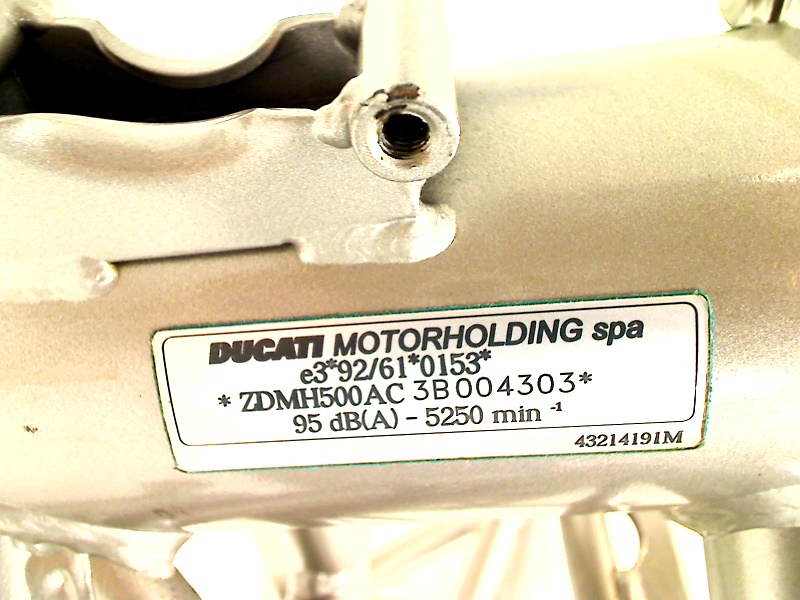 DUCATI MOTORHOLDING spa
e3*92/61*0153*
* ZDMH500AC 3B004303*
95 dB(A) - 5250 min -1
43214191M